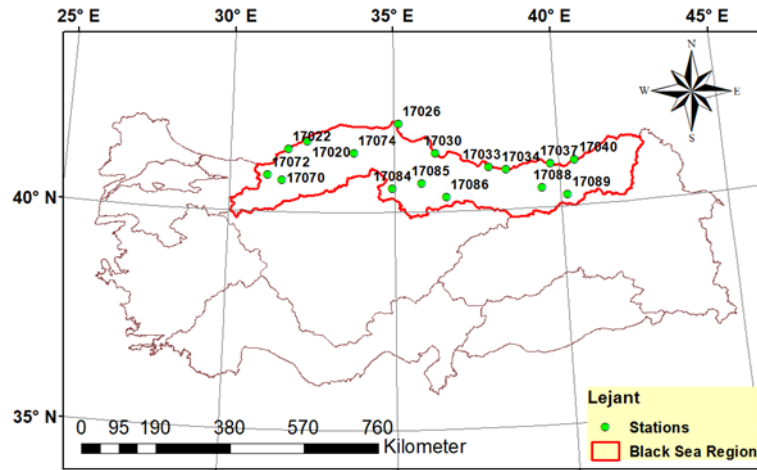 25° E 30° E 35° E 40° E 45° E
N
W E
S
17026
17022 17074 17030
17020 17033 17034 17037 17040
17072 17070 17084 17085 17086 17088 17089
40° N 40° N
35° N
0 95 190 380 570 760
Kilometer
Lejant
Stations
Black Sea Region